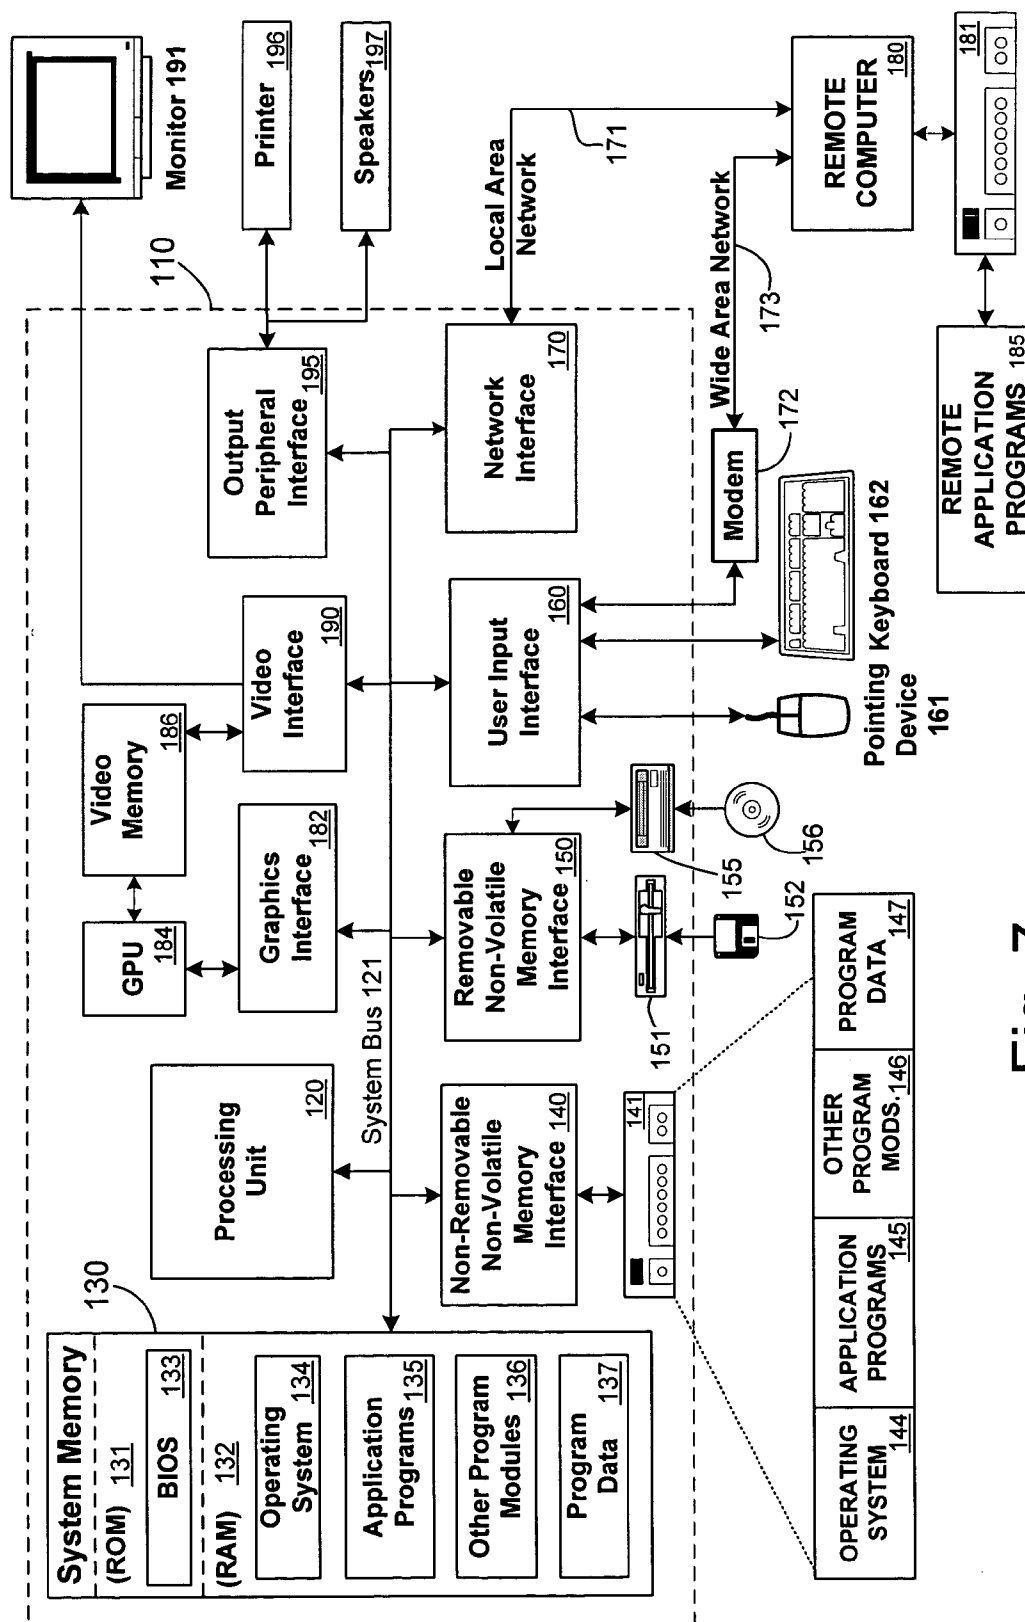 Monitor 191
Printer 196
Speakers 197
110
Output
Peripheral
Interface 195
Network
Interface
170
Local Area
Network
171
REMOTE
COMPUTER
180
181
REMOTE
APPLICATION
PROGRAMS 185
Wide Area Network
173
Modem
172
Video
Memory
186
Video
Interface
190
User Input
Interface
160
Keyboard 162
Pointing
Device
161
GPU
184
Graphics
Interface
182
Removable
Non-Volatile
Memory
Interface 150
155
156
151
152
Processing
Unit
120
System Bus 121
Non-Removable
Non-Volatile
Memory
Interface 140
141
System Memory
130
(ROM) 131
BIOS 133
(RAM) 132
Operating
System 134
Application
Programs 135
Other Program
Modules 136
Program
Data 137
OPERATING
SYSTEM 144
APPLICATION
PROGRAMS 145
OTHER
PROGRAM
MODS. 146
PROGRAM
DATA 147